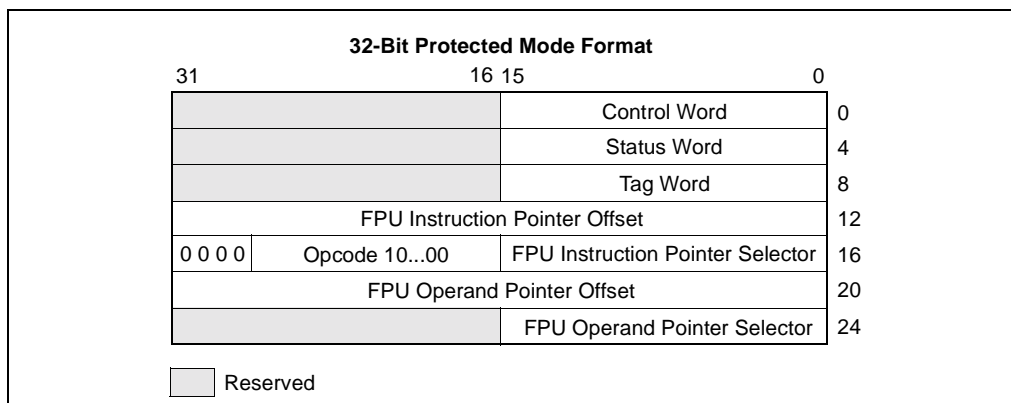 32-Bit Protected Mode Format
31 16 15 0
Control Word 0
Status Word 4
Tag Word 8
FPU Instruction Pointer Offset 12
0 0 0 0 Opcode 10...00 FPU Instruction Pointer Selector 16
FPU Operand Pointer Offset 20
FPU Operand Pointer Selector 24
Reserved